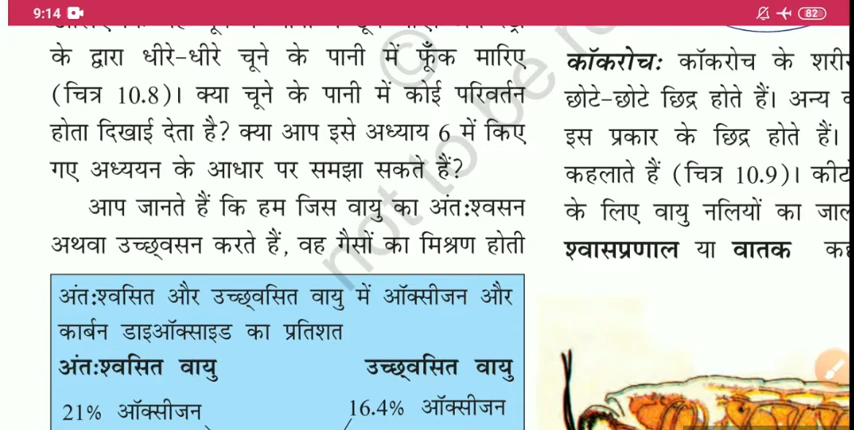 9:14
82
के द्वारा धीरे-धीरे चूने के पानी में फूँक मारिए
(चित्र 10.8)। क्या चूने के पानी में कोई परिवर्तन
होता दिखाई देता है? क्या आप इसे अध्याय 6 में किए
गए अध्ययन के आधार पर समझा सकते हैं?
आप जानते हैं कि हम जिस वायु का अंत:श्वसन
अथवा उच्छ्वसन करते हैं, वह गैसों का मिश्रण होती
अंत:श्वसित और उच्छ्वसित वायु में ऑक्सीजन और
कार्बन डाइऑक्साइड का प्रतिशत
अंत:श्वसित वायु उच्छ्वसित वायु
21% ऑक्सीजन 16.4% ऑक्सीजन
कॉकरोच: कॉकरोच के
छोटे-छोटे छिद्र होते हैं। अन्य
इस प्रकार के छिद्र होते हैं।
कहलाते हैं (चित्र 10.9)।
के लिए वायु नलियों का
श्वासप्रणाल या वातक
© not to be